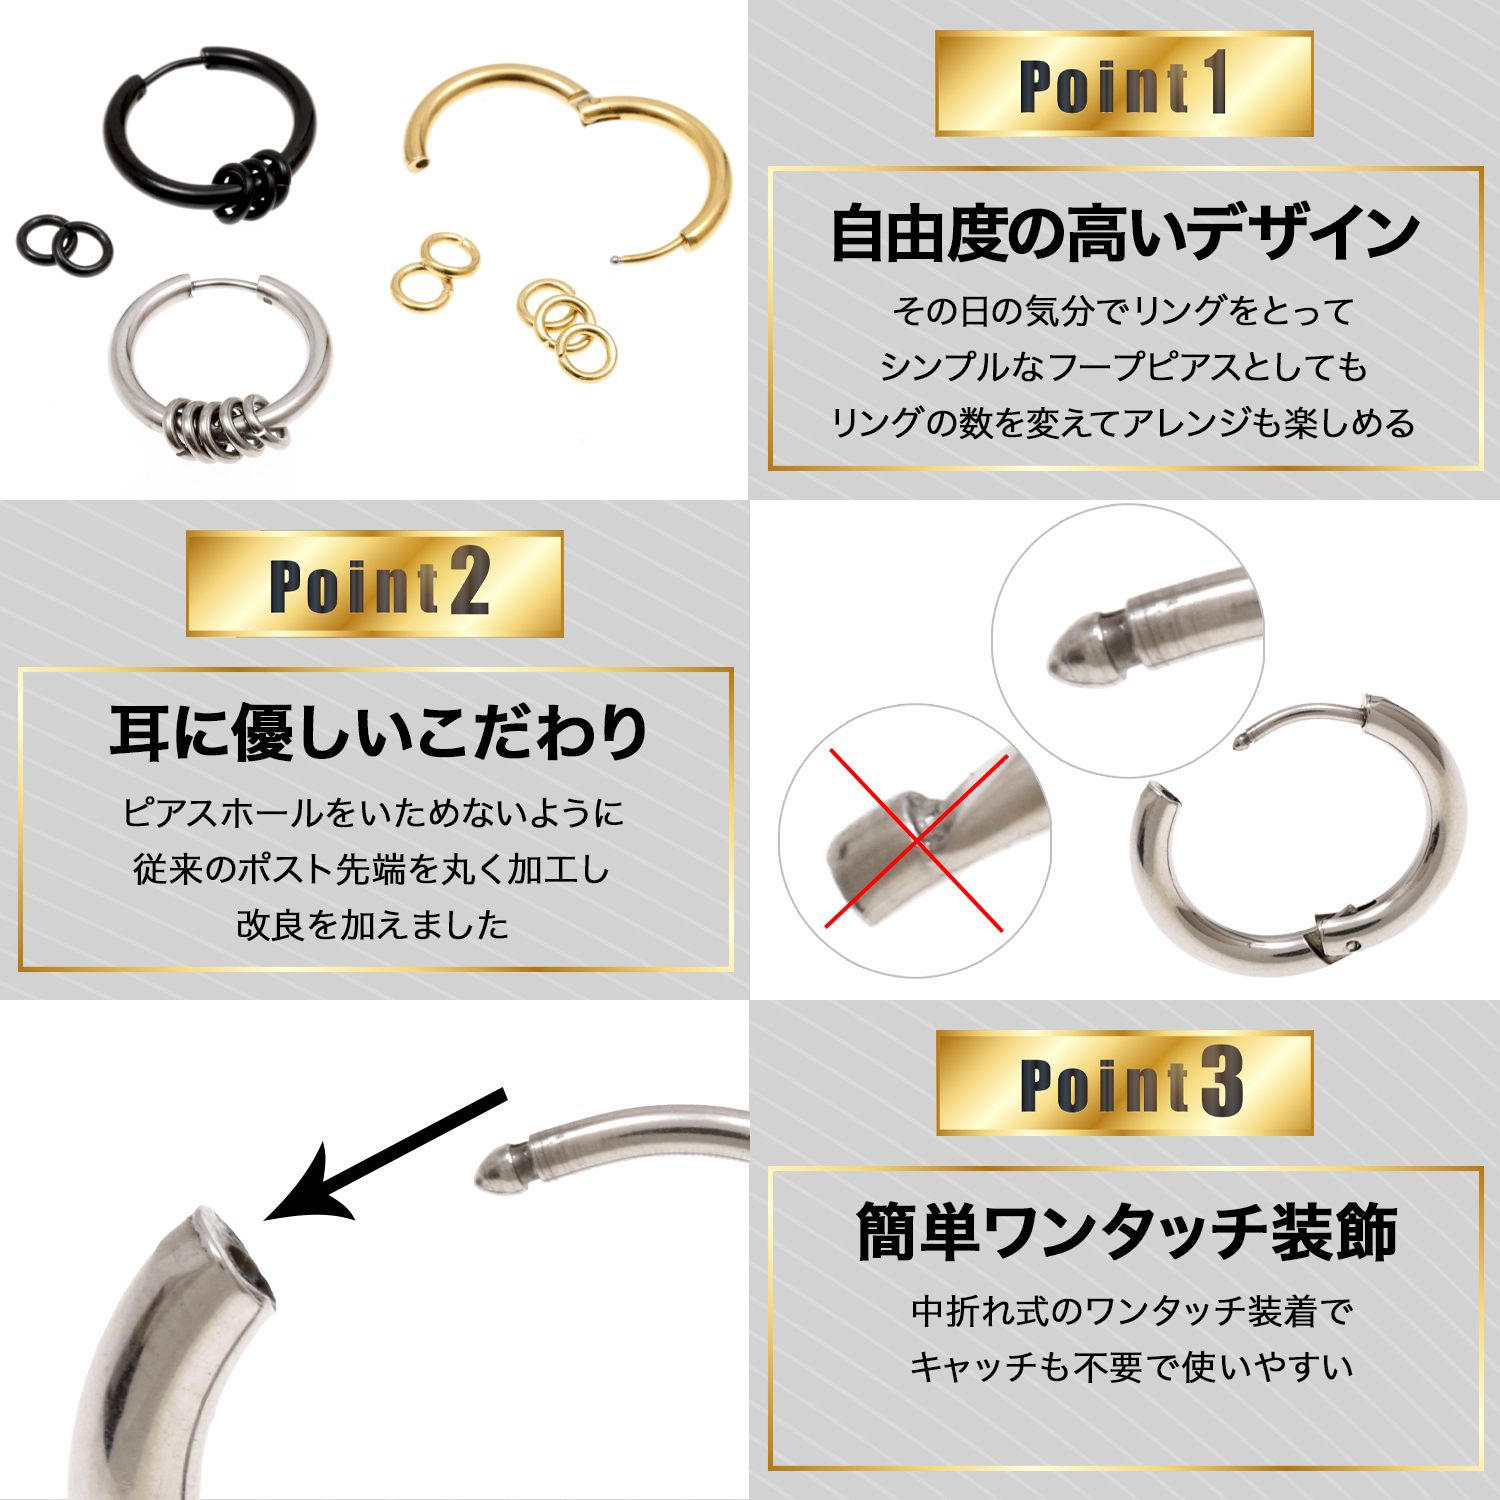 Point 1
自由度の高いデザイン
その日の気分でリングをとって
シンプルなフープピアスとしても
リングの数を変えてアレンジも楽しめる
Point 2
耳に優しいこだわり
ピアスホールをいためないように
従来のポスト先端を丸く加工し
改良を加えました
Point 3
簡単ワンタッチ装飾
中折れ式のワンタッチ装着で
キャッチも不要で使いやすい